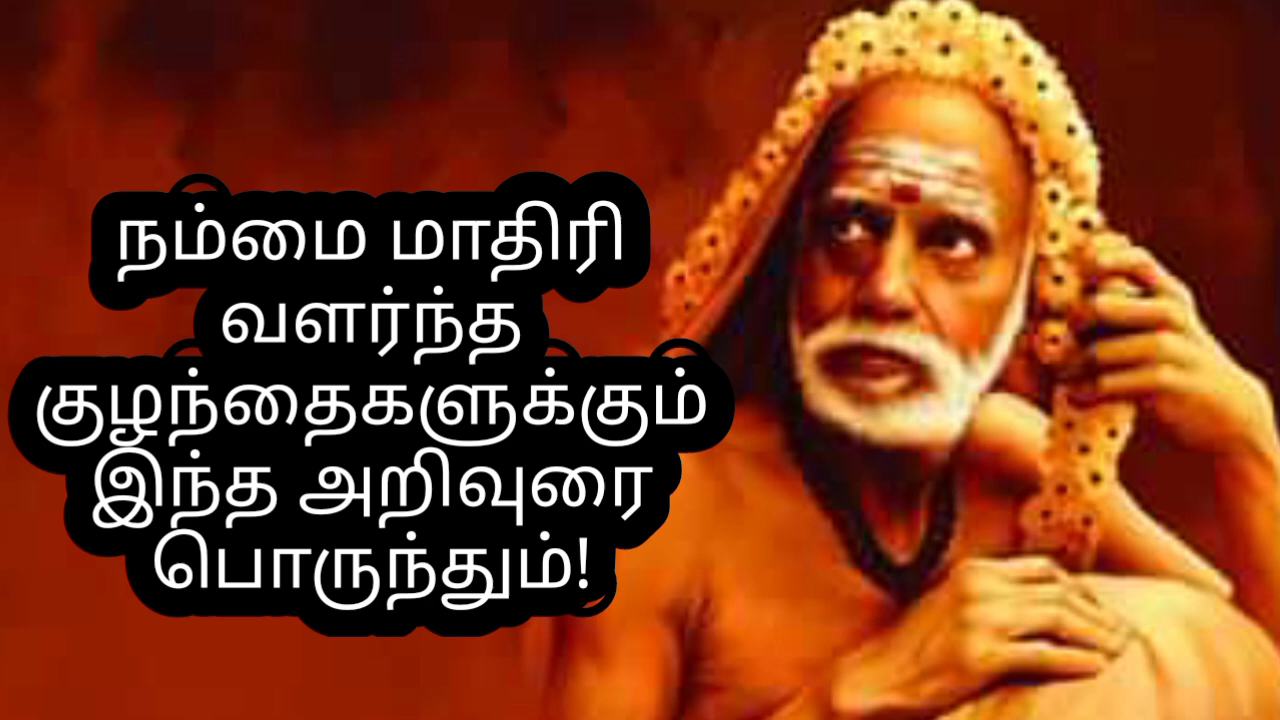 நம்மை மாதிரி
வளர்ந்த
குழந்தைகளுக்கும்
இந்த அறிவுரை
பொருந்தும்!